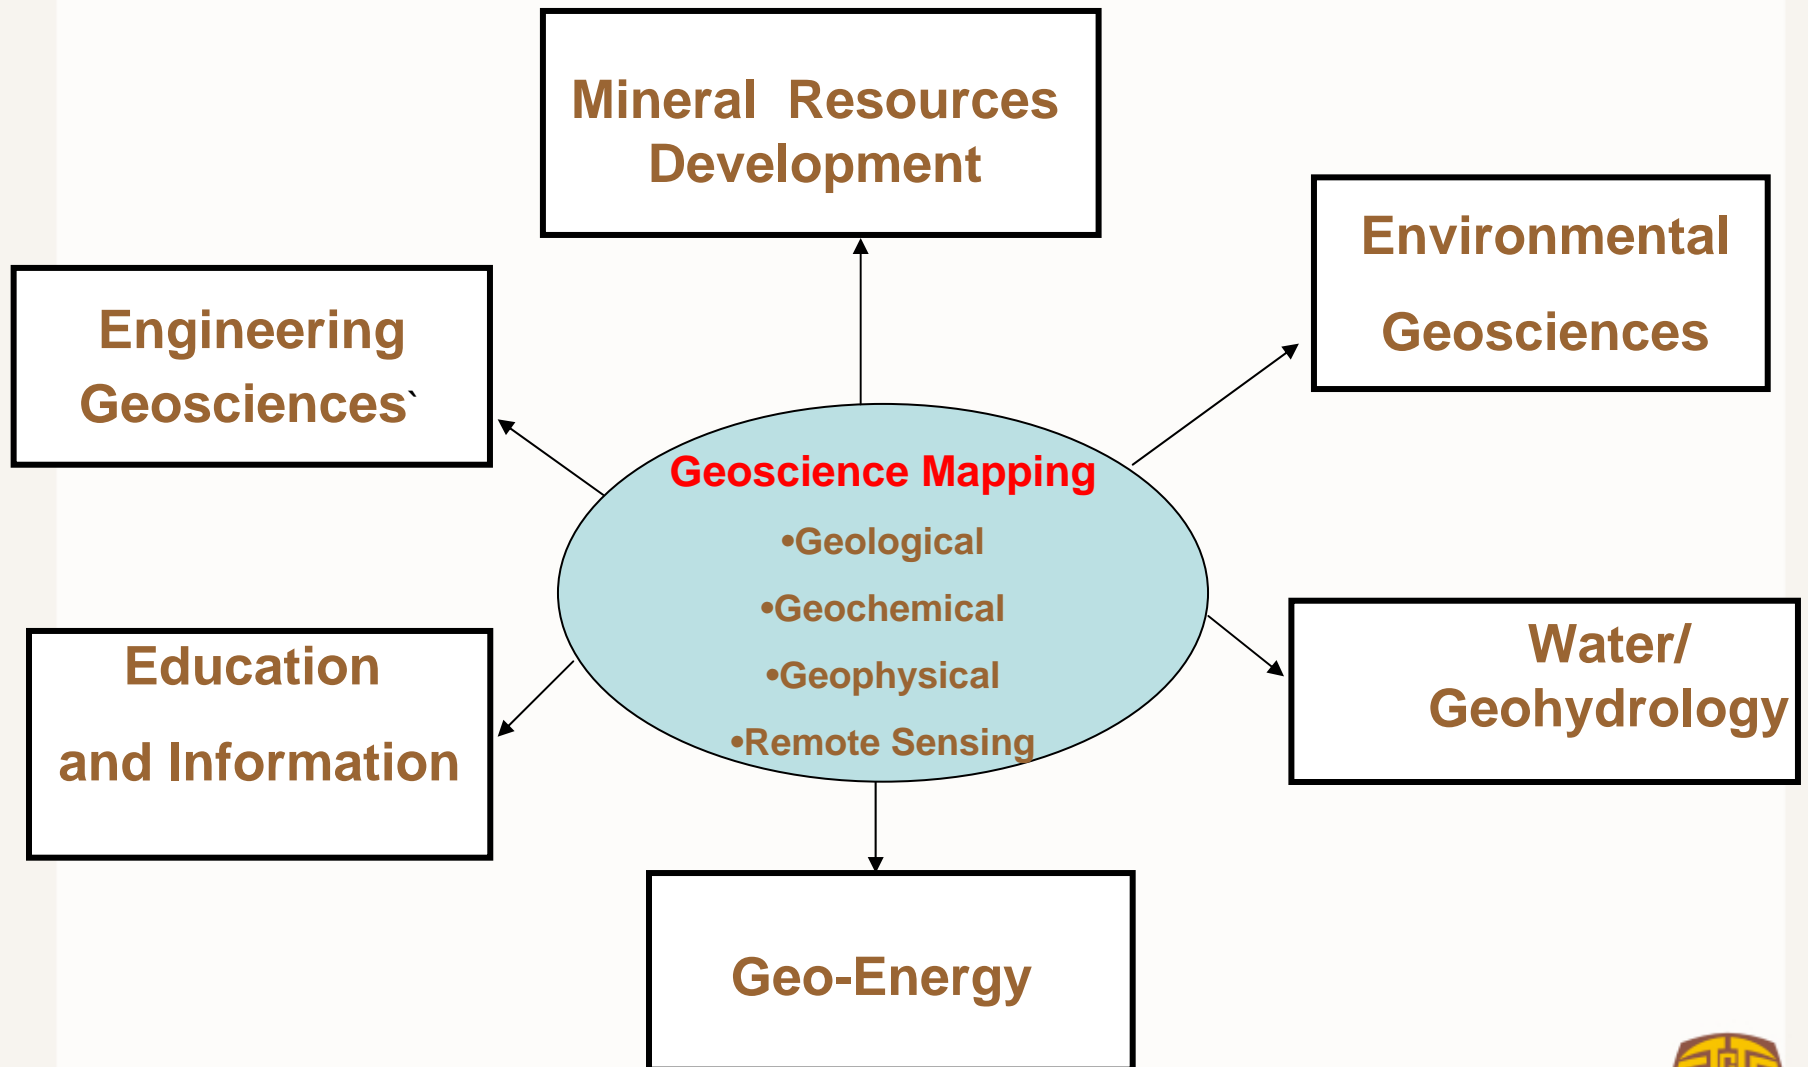 Mineral Resources
Development
Environmental
Geosciences
Engineering
Geosciences`
Geoscience Mapping
•Geological
•Geochemical
•Geophysical
•Remote Sensing
Education
and Information
Water/
Geohydrology
Geo-Energy